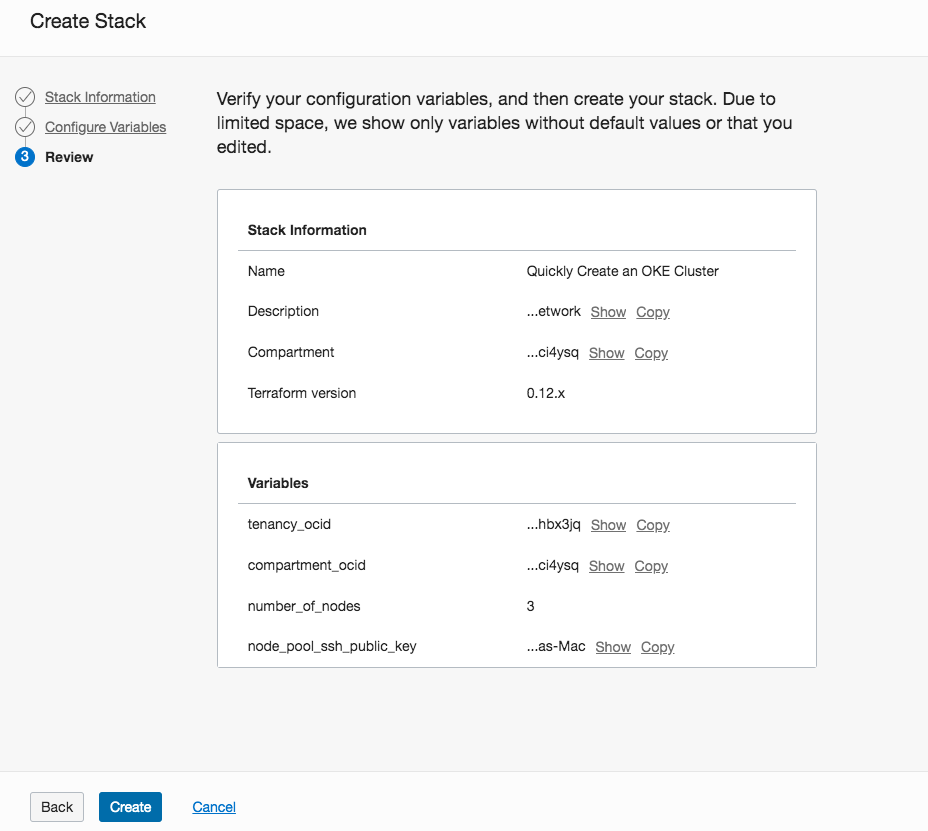 Create Stack
Stack Information
Configure Variables
3 Review
Verify your configuration variables, and then create your stack. Due to
limited space, we show only variables without default values or that you
edited.
Stack Information
Name Quickly Create an OKE Cluster
Description ...etwork Show Copy
Compartment ...ci4ysq Show Copy
Terraform version 0.12.x
Variables
tenancy_ocid ...hbx3jq Show Copy
compartment_ocid ...ci4ysq Show Copy
number_of_nodes 3
node_pool_ssh_public_key ...as-Mac Show Copy
Back Create Cancel